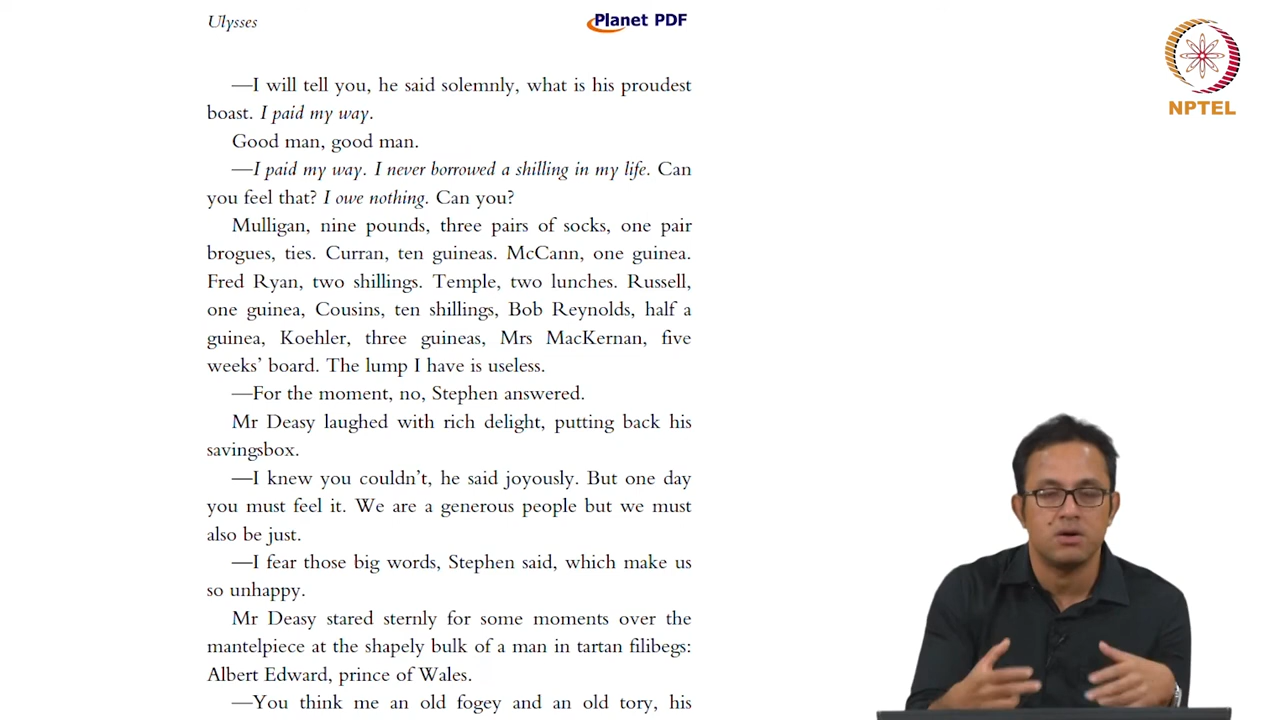 Ulysses
Planet PDF
NPTEL
—I will tell you, he said solemnly, what is his proudest
boast. I paid my way.
Good man, good man.
—I paid my way. I never borrowed a shilling in my life. Can
you feel that? I owe nothing. Can you?
Mulligan, nine pounds, three pairs of socks, one pair
brogues, ties. Curran, ten guineas. McCann, one guinea.
Fred Ryan, two shillings. Temple, two lunches. Russell,
one guinea, Cousins, ten shillings, Bob Reynolds, half a
guinea, Koehler, three guineas, Mrs MacKernan, five
weeks’ board. The lump I have is useless.
—For the moment, no, Stephen answered.
Mr Deasy laughed with rich delight, putting back his
savingsbox.
—I knew you couldn’t, he said joyously. But one day
you must feel it. We are a generous people but we must
also be just.
—I fear those big words, Stephen said, which make us
so unhappy.
Mr Deasy stared sternly for some moments over the
mantelpiece at the shapely bulk of a man in tartan filibegs:
Albert Edward, prince of Wales.
—You think me an old fogey and an old tory, his